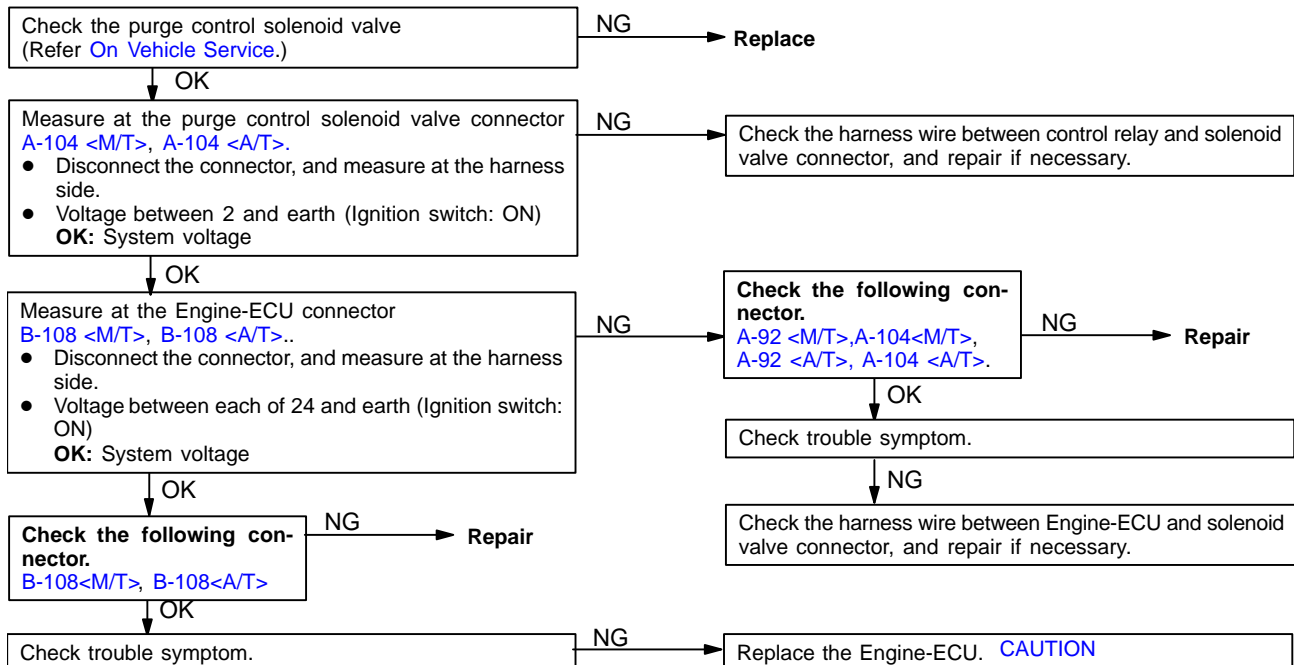 Check the purge control solenoid valve
(Refer On Vehicle Service.)
NG
Replace
OK
Measure at the purge control solenoid valve connector
A-104 <M/T>, A-104 <A/T>.
● Disconnect the connector, and measure at the harness
side.
● Voltage between 2 and earth (Ignition switch: ON)
OK: System voltage
NG
Check the harness wire between control relay and solenoid
valve connector, and repair if necessary.
OK
Measure at the Engine-ECU connector
B-108 <M/T>, B-108 <A/T>..
● Disconnect the connector, and measure at the harness
side.
● Voltage between each of 24 and earth (Ignition switch:
ON)
OK: System voltage
NG
Check the following con-
nector.
A-92 <M/T>,A-104<M/T>,
A-92 <A/T>, A-104 <A/T>.
NG
Repair
OK
Check trouble symptom.
NG
Check the harness wire between Engine-ECU and solenoid
valve connector, and repair if necessary.
OK
Check the following con-
nector.
B-108<M/T>, B-108<A/T>
NG
Repair
OK
Check trouble symptom.
NG
Replace the Engine-ECU. CAUTION